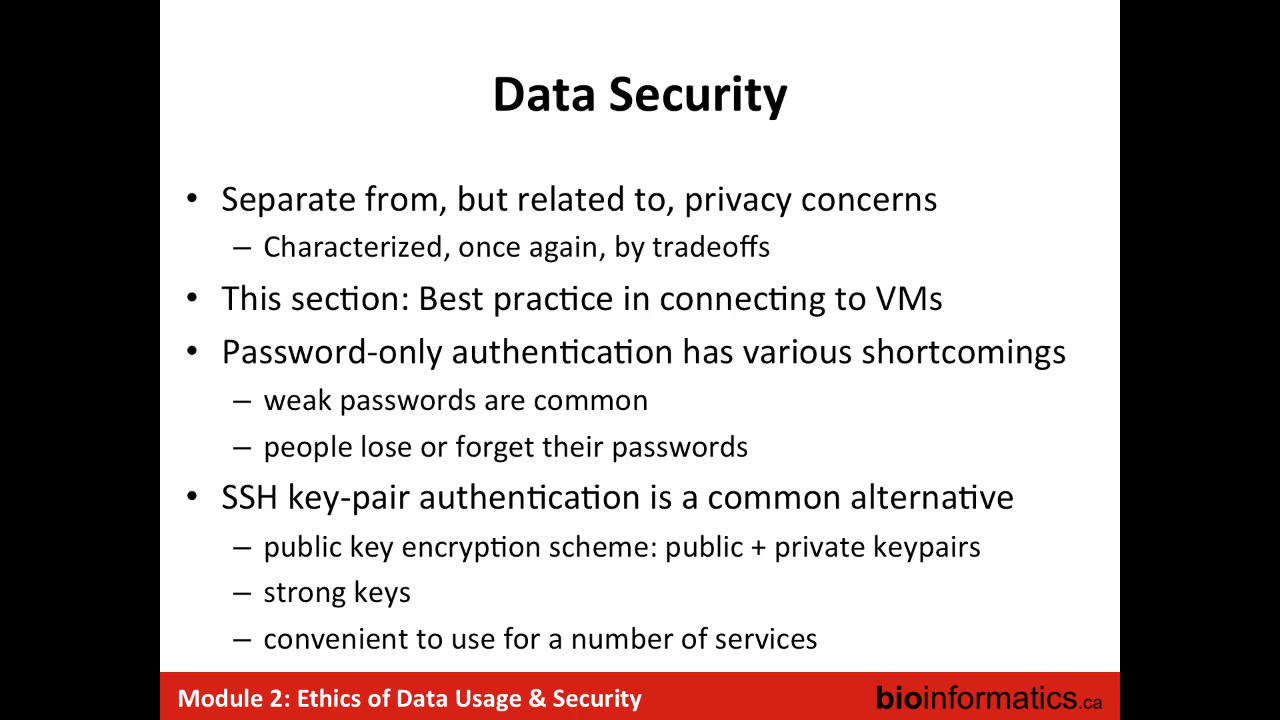 Data Security
• Separate from, but related to, privacy concerns
– Characterized, once again, by tradeoffs
• This section: Best practice in connecting to VMs
• Password-only authentication has various shortcomings
– weak passwords are common
– people lose or forget their passwords
• SSH key-pair authentication is a common alternative
– public key encryption scheme: public + private keypairs
– strong keys
– convenient to use for a number of services
Module 2: Ethics of Data Usage & Security
bioinformatics.ca